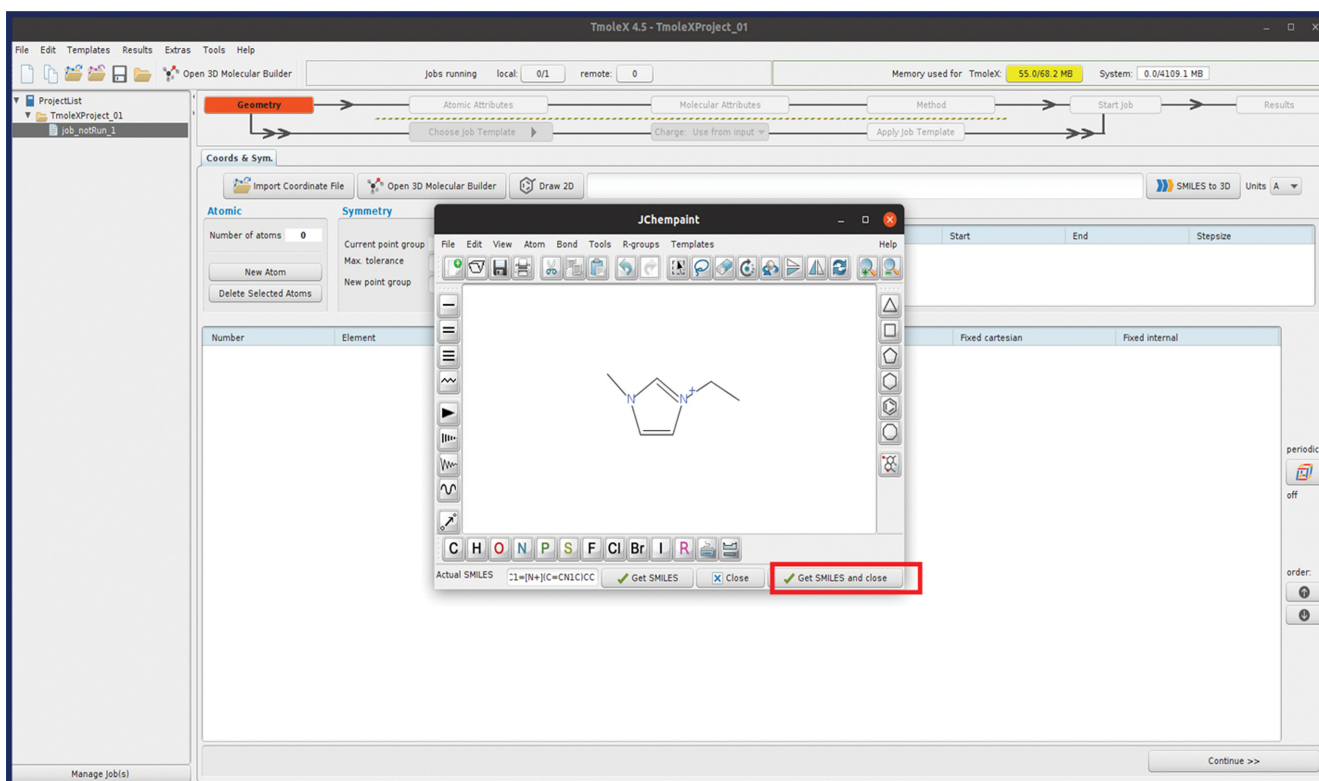 TmoleX 4.5 - TmoleXProject_01
File Edit Templates Results Extras Tools Help
Open 3D Molecular Builder Jobs running local: 0/1 remote: 0 Memory used for TmoleX: 55.0/68.2 MB System: 0.0/4109.1 MB
ProjectList
TmoleXProject_01
job_notRun_1
Geometry Atomic Attributes Molecular Attributes Method Start Job Results
Choose Job Template Charge: Use from input Apply Job Template
Coords & Sym.
Import Coordinate File Open 3D Molecular Builder Draw 2D SMILES to 3D Units A
Atomic Symmetry
Number of atoms 0
New Atom
Delete Selected Atoms
Current point group
Max. tolerance
New point group
Start End Stepsize
Number Element Fixed cartesian Fixed internal
JChempaint
File Edit View Atom Bond Tools R-groups Templates Help
N N+
C H O N P S F Cl Br I R
Actual SMILES C1=[N+](C=CN1C)CC Get SMILES Close Get SMILES and close
periodic
off
order:
Continue >>
Manage Job(s)